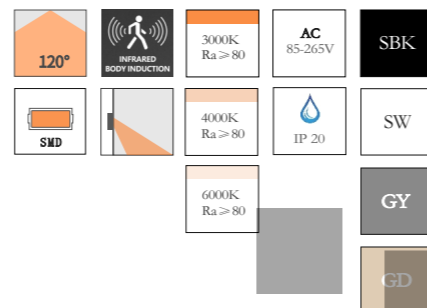 120°
INFRARED
BODY INDUCTION
3000K
Ra≥80
AC
85-265V
SBK
SMD
4000K
Ra≥80
IP 20
SW
6000K
Ra≥80
GY
GD